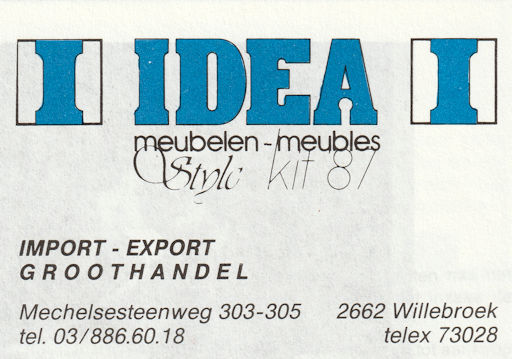 I IDEA I
meubelen - meubles
Style kit 87
IMPORT - EXPORT
GROOTHANDEL
Mechelsesteenweg 303-305 2662 Willebroek
tel. 03/886.60.18 telex 73028